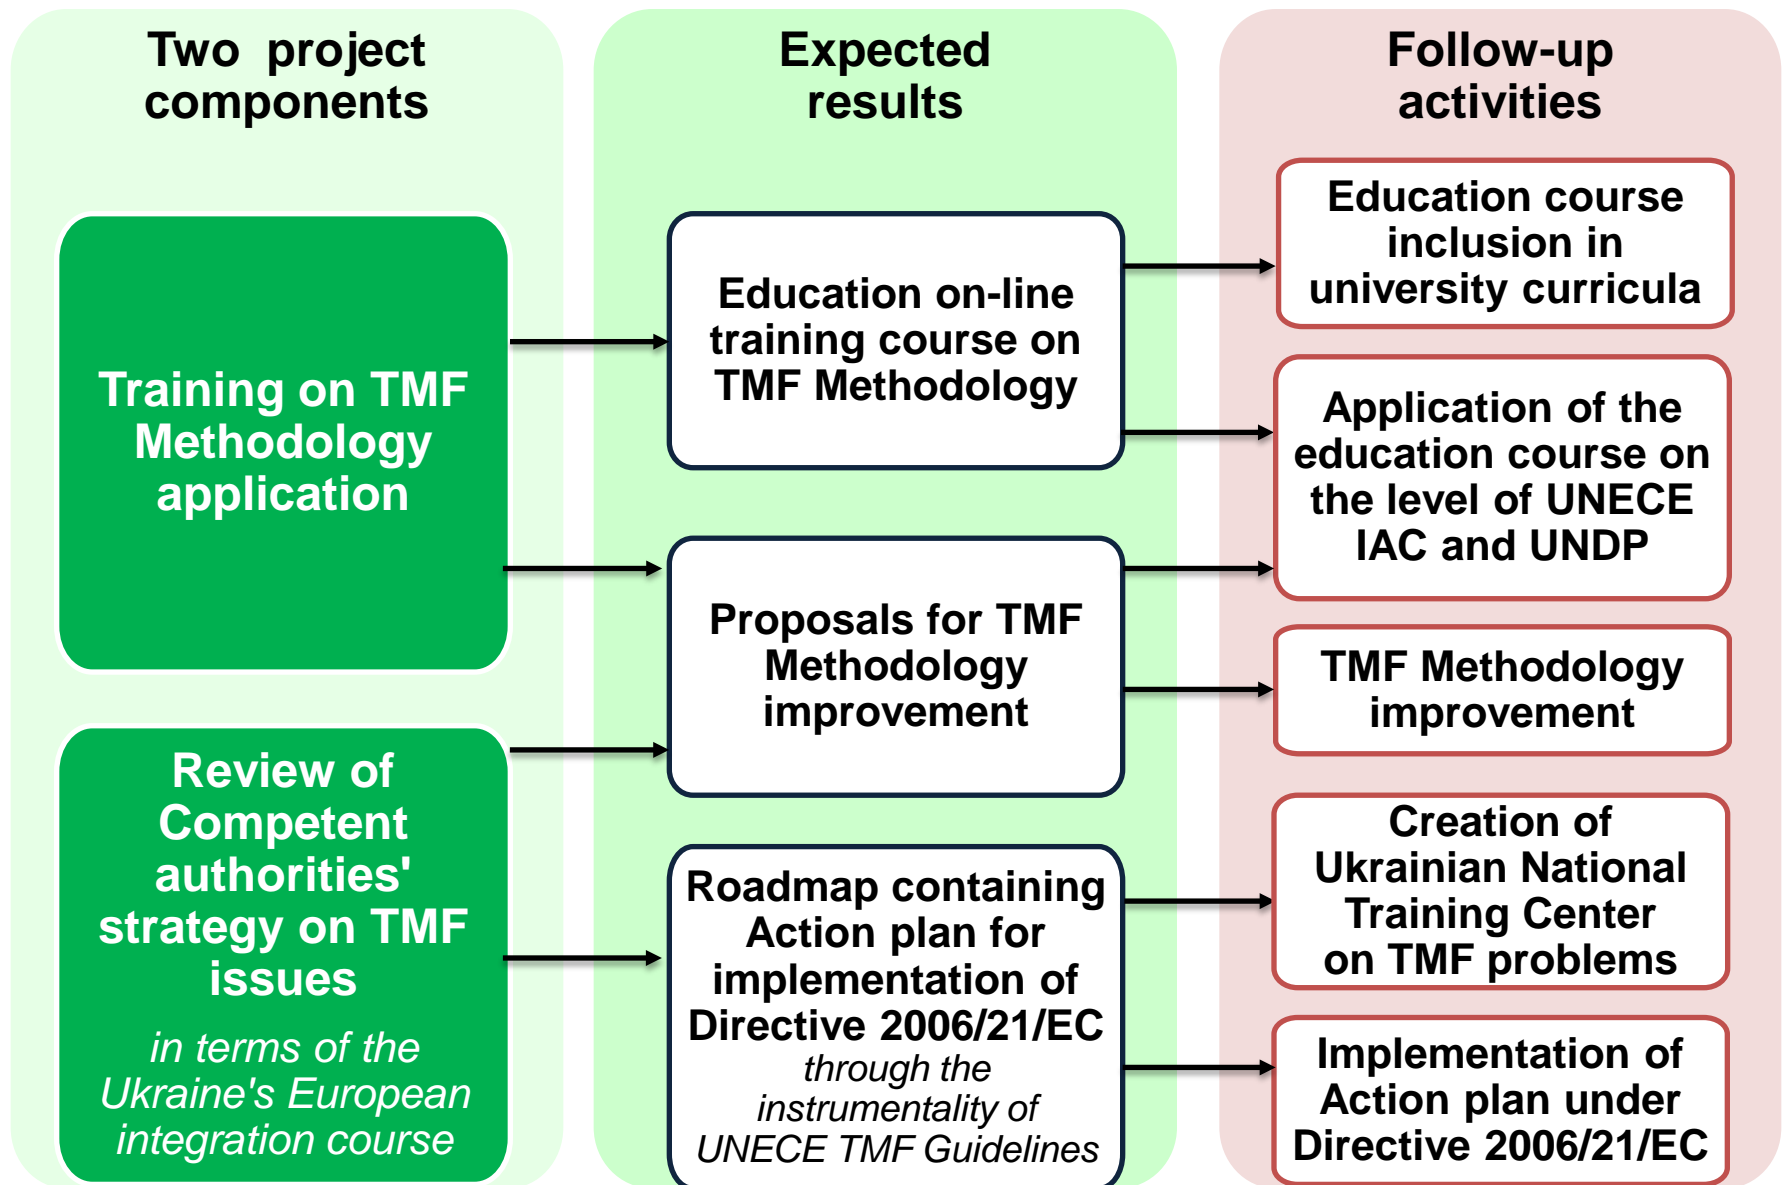 Two project
components
Training on TMF
Methodology
application
Review of
Competent
authorities'
strategy on TMF
issues
in terms of the
Ukraine's European
integration course
Expected
results
Education on-line
training course on
TMF Methodology
Proposals for TMF
Methodology
improvement
Roadmap containing
Action plan for
implementation of
Directive 2006/21/EC
through the
instrumentality of
UNECE TMF Guidelines
Follow-up
activities
Education course
inclusion in
university curricula
Application of the
education course on
the level of UNECE
IAC and UNDP
TMF Methodology
improvement
Creation of
Ukrainian National
Training Center
on TMF problems
Implementation of
Action plan under
Directive 2006/21/EC